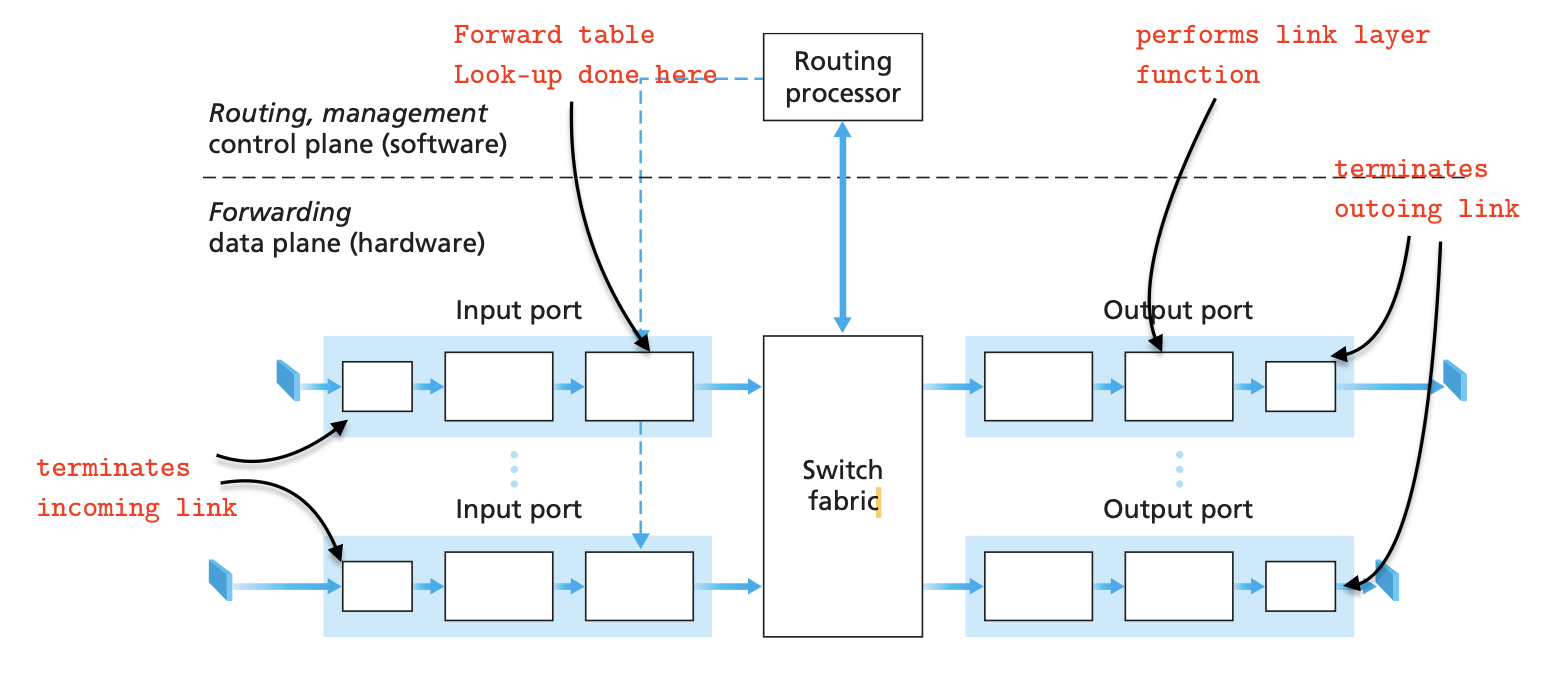 Forward table
Look-up done here
Routing
processor
performs link layer
function
Routing, management
control plane (software)
terminates
outoing link
Forwarding
data plane (hardware)
Input port
Output port
terminates
incoming link
Switch
fabric
Input port
Output port